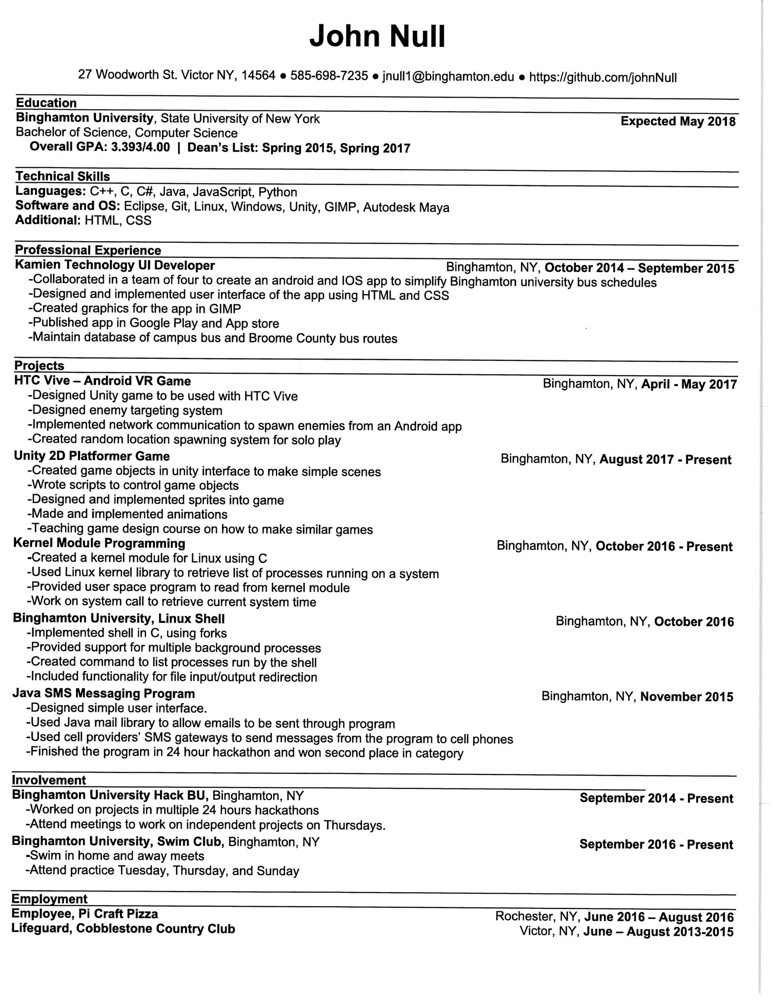 John Null
27 Woodworth St. Victor NY, 14564 ● 585-698-7235 ● jnull1@binghamton.edu ● https://github.com/johnNull
Education
Binghamton University, State University of New York Expected May 2018
Bachelor of Science, Computer Science
Overall GPA: 3.393/4.00 | Dean's List: Spring 2015, Spring 2017
Technical Skills
Languages: C++, C, C#, Java, JavaScript, Python
Software and OS: Eclipse, Git, Linux, Windows, Unity, GIMP, Autodesk Maya
Additional: HTML, CSS
Professional Experience
Kamien Technology UI Developer Binghamton, NY, October 2014 – September 2015
-Collaborated in a team of four to create an android and IOS app to simplify Binghamton university bus schedules
-Designed and implemented user interface of the app using HTML and CSS
-Created graphics for the app in GIMP
-Published app in Google Play and App store
-Maintain database of campus bus and Broome County bus routes
Projects
HTC Vive – Android VR Game Binghamton, NY, April - May 2017
-Designed Unity game to be used with HTC Vive
-Designed enemy targeting system
-Implemented network communication to spawn enemies from an Android app
-Created random location spawning system for solo play
Unity 2D Platformer Game Binghamton, NY, August 2017 - Present
-Created game objects in unity interface to make simple scenes
-Wrote scripts to control game objects
-Designed and implemented sprites into game
-Made and implemented animations
-Teaching game design course on how to make similar games
Kernel Module Programming Binghamton, NY, October 2016 - Present
-Created a kernel module for Linux using C
-Used Linux kernel library to retrieve list of processes running on a system
-Provided user space program to read from kernel module
-Work on system call to retrieve current system time
Binghamton University, Linux Shell Binghamton, NY, October 2016
-Implemented shell in C, using forks
-Provided support for multiple background processes
-Created command to list processes run by the shell
-Included functionality for file input/output redirection
Java SMS Messaging Program Binghamton, NY, November 2015
-Designed simple user interface.
-Used Java mail library to allow emails to be sent through program
-Used cell providers' SMS gateways to send messages from the program to cell phones
-Finished the program in 24 hour hackathon and won second place in category
Involvement
Binghamton University Hack BU, Binghamton, NY September 2014 - Present
-Worked on projects in multiple 24 hours hackathons
-Attend meetings to work on independent projects on Thursdays.
Binghamton University, Swim Club, Binghamton, NY September 2016 - Present
-Swim in home and away meets
-Attend practice Tuesday, Thursday, and Sunday
Employment
Employee, Pi Craft Pizza Rochester, NY, June 2016 – August 2016
Lifeguard, Cobblestone Country Club Victor, NY, June – August 2013-2015